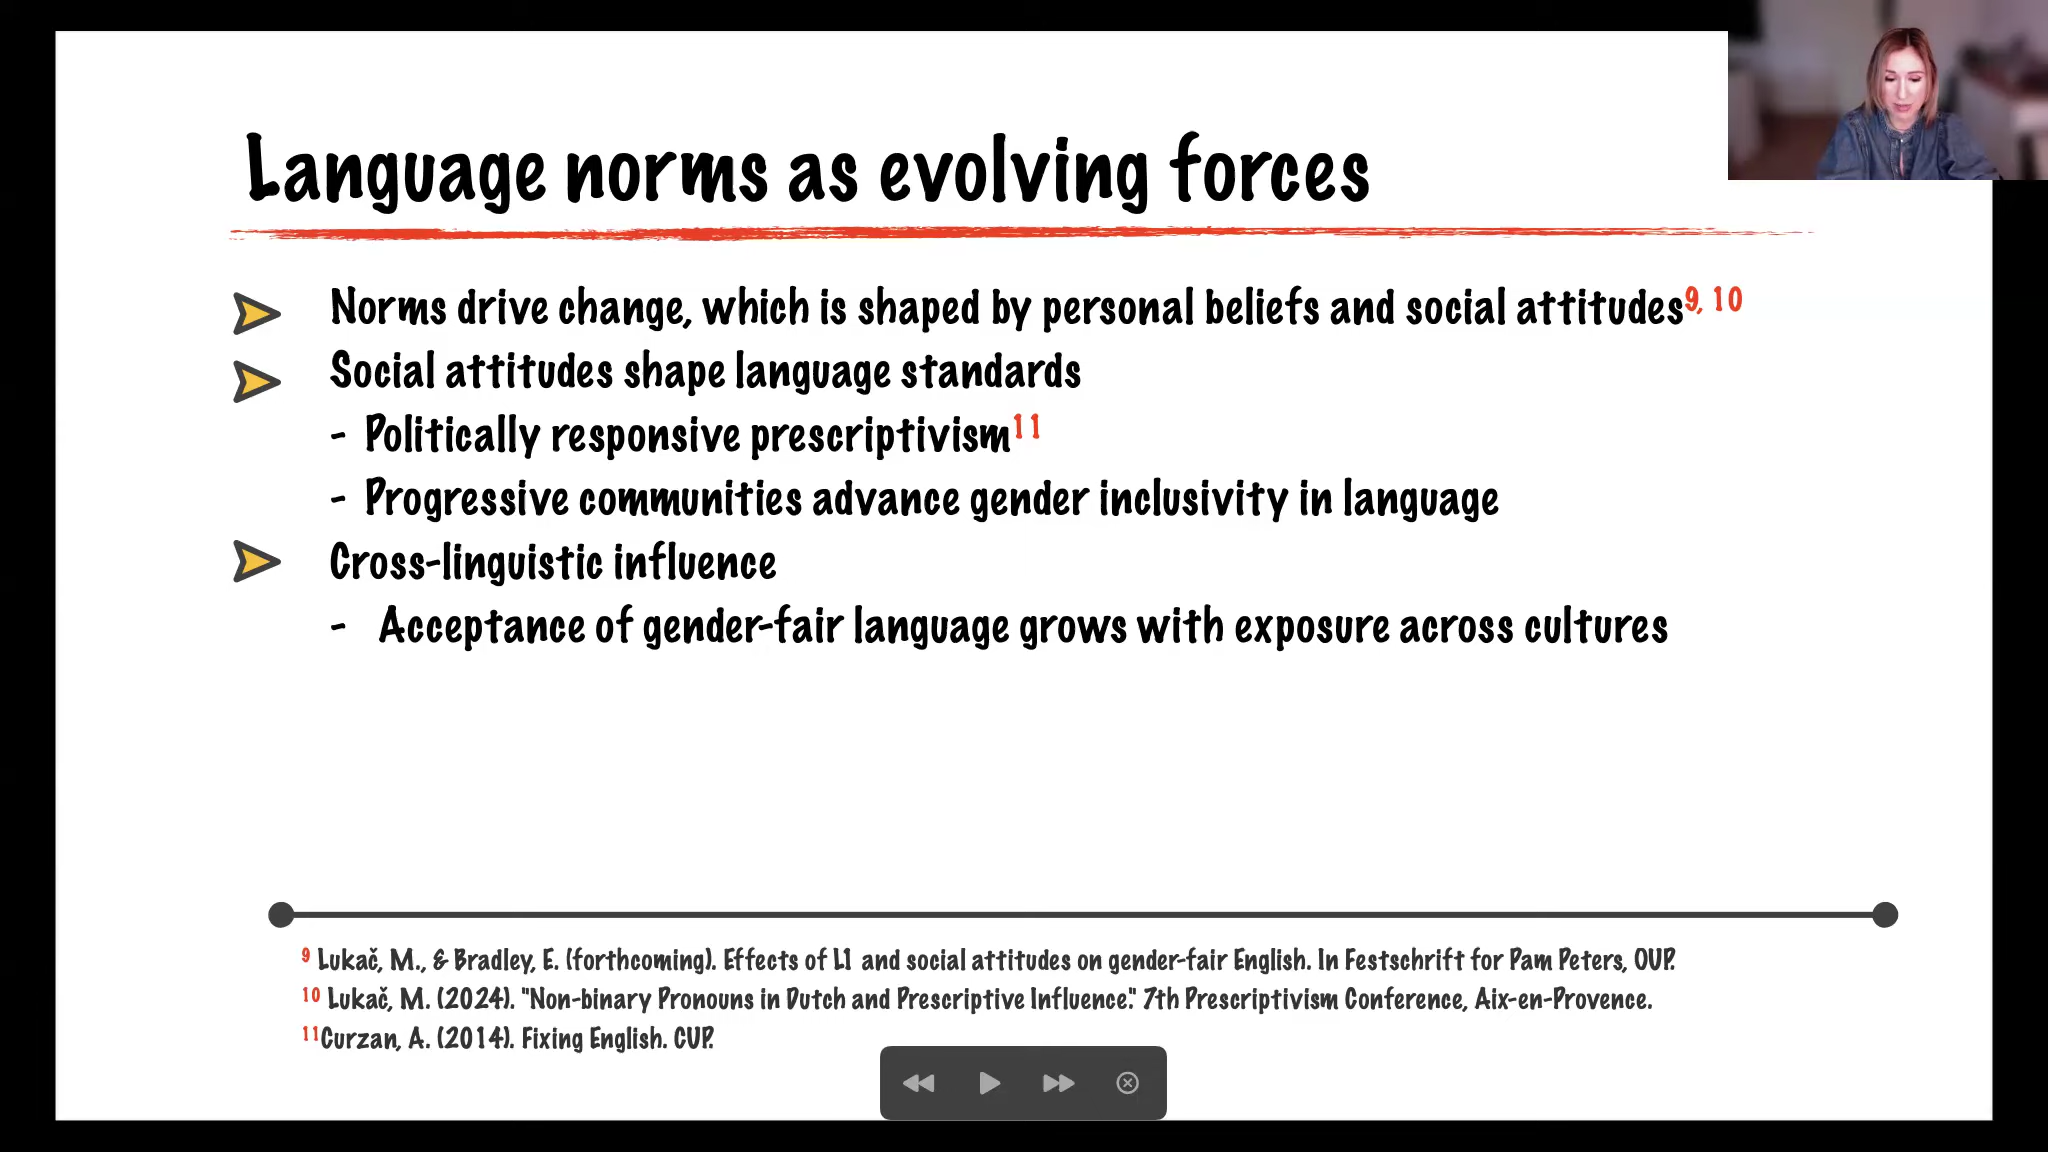 Language norms as evolving forces
Norms drive change, which is shaped by personal beliefs and social attitudes9, 10
Social attitudes shape language standards
- Politically responsive prescriptivism11
- Progressive communities advance gender inclusivity in language
Cross-linguistic influence
- Acceptance of gender-fair language grows with exposure across cultures
9 Lukač, M., & Bradley, E. (forthcoming). Effects of L1 and social attitudes on gender-fair English. In Festschrift for Pam Peters, OUP.
10 Lukač, M. (2024). "Non-binary Pronouns in Dutch and Prescriptive Influence." 7th Prescriptivism Conference, Aix-en-Provence.
11Curzan, A. (2014). Fixing English. CUP.